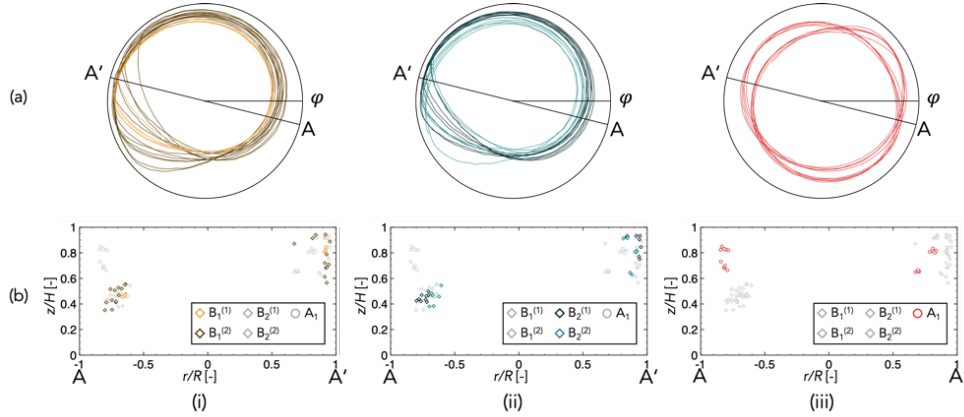 (a)
A′ φ A
A′ φ A
A′ φ A
(b)
z/H [-]
1
0.8
0.6
0.4
0.2
0
B₁⁽¹⁾ B₂⁽¹⁾ A₁
B₁⁽²⁾ B₂⁽²⁾
-1 -0.5 0 0.5 1
A r/R [-] A′
(i)
z/H [-]
1
0.8
0.6
0.4
0.2
0
B₁⁽¹⁾ B₂⁽¹⁾ A₁
B₁⁽²⁾ B₂⁽²⁾
-1 -0.5 0 0.5 1
A r/R [-] A′
(ii)
z/H [-]
1
0.8
0.6
0.4
0.2
0
B₁⁽¹⁾ B₂⁽¹⁾ A₁
B₁⁽²⁾ B₂⁽²⁾
-1 -0.5 0 0.5 1
A r/R [-] A
(iii)